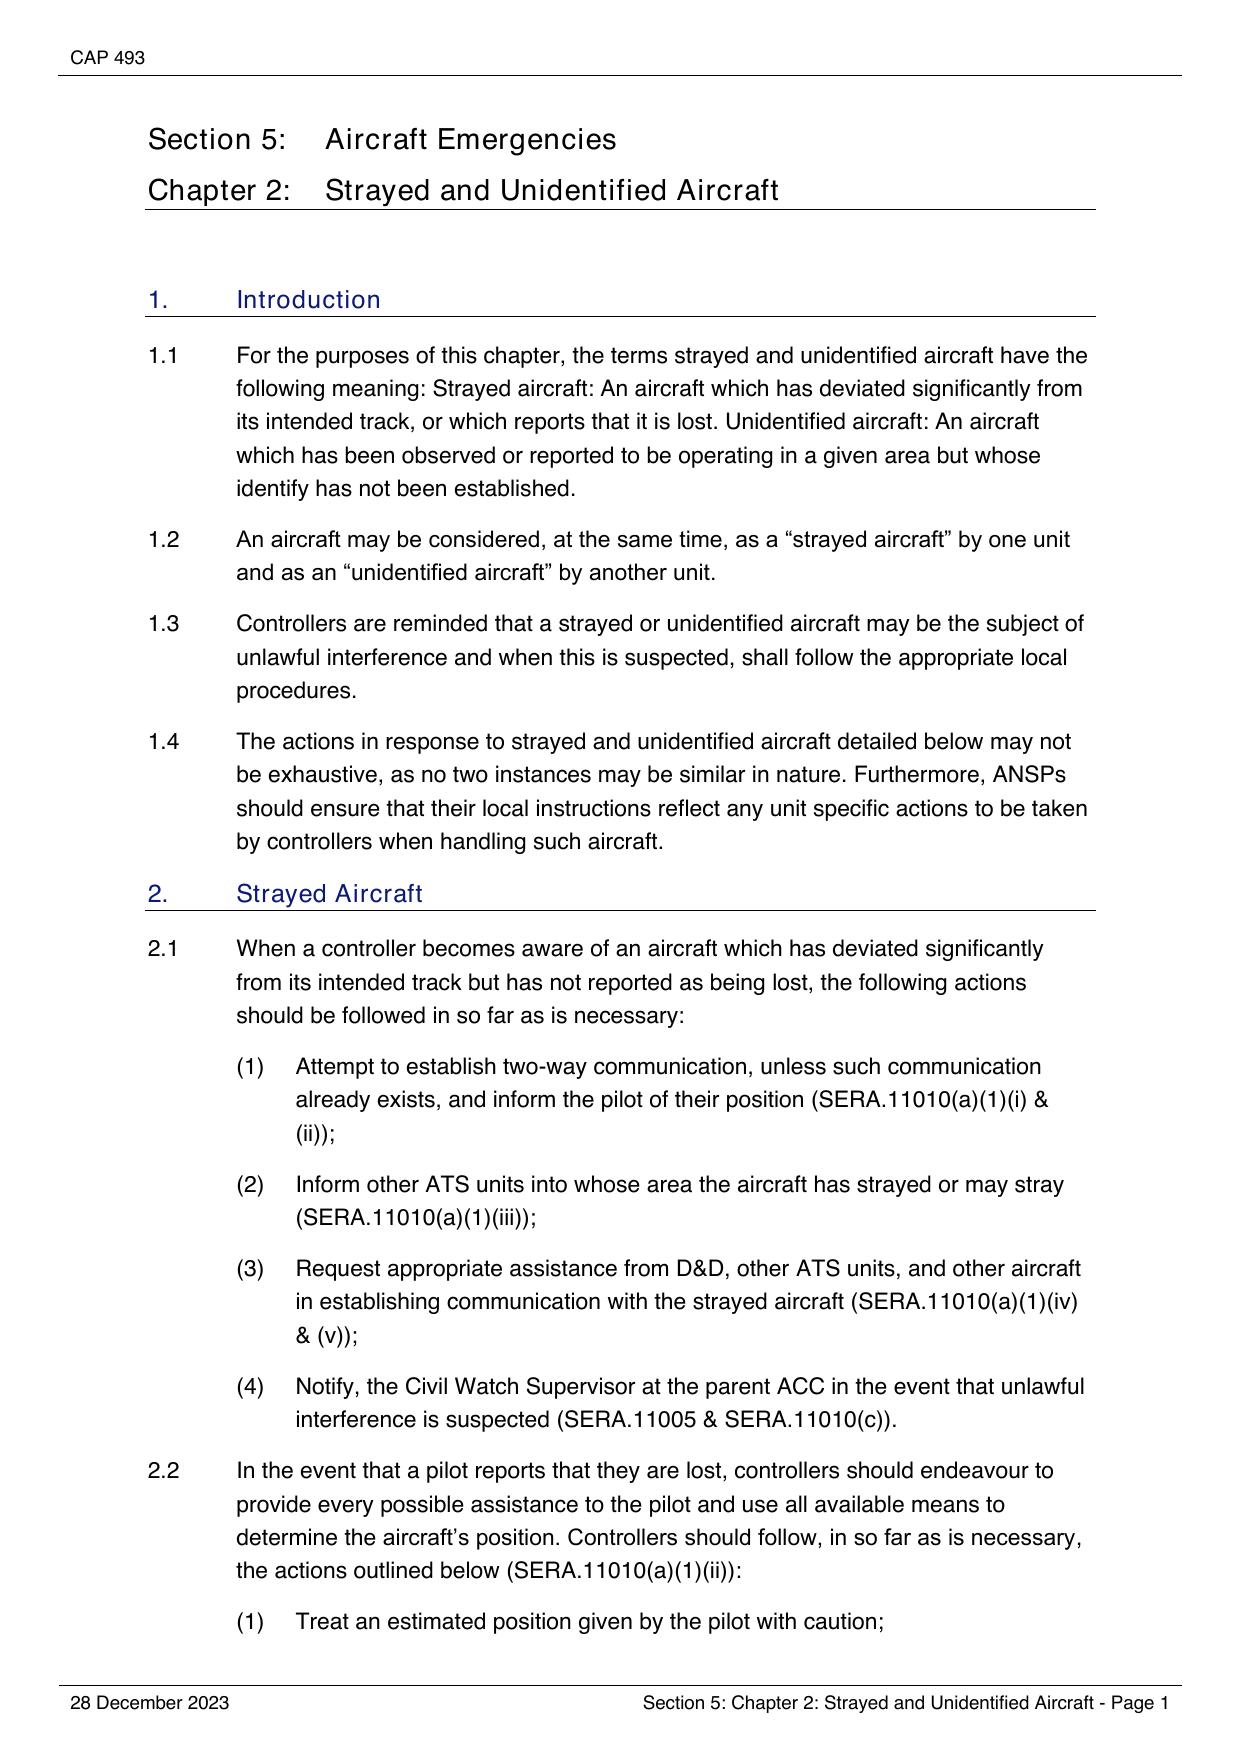 CAP 493
Section 5: Aircraft Emergencies
Chapter 2: Strayed and Unidentified Aircraft
1. Introduction
1.1 For the purposes of this chapter, the terms strayed and unidentified aircraft have the
following meaning: Strayed aircraft: An aircraft which has deviated significantly from
its intended track, or which reports that it is lost. Unidentified aircraft: An aircraft
which has been observed or reported to be operating in a given area but whose
identify has not been established.
1.2 An aircraft may be considered, at the same time, as a “strayed aircraft” by one unit
and as an “unidentified aircraft” by another unit.
1.3 Controllers are reminded that a strayed or unidentified aircraft may be the subject of
unlawful interference and when this is suspected, shall follow the appropriate local
procedures.
1.4 The actions in response to strayed and unidentified aircraft detailed below may not
be exhaustive, as no two instances may be similar in nature. Furthermore, ANSPs
should ensure that their local instructions reflect any unit specific actions to be taken
by controllers when handling such aircraft.
2. Strayed Aircraft
2.1 When a controller becomes aware of an aircraft which has deviated significantly
from its intended track but has not reported as being lost, the following actions
should be followed in so far as is necessary:
(1) Attempt to establish two-way communication, unless such communication
already exists, and inform the pilot of their position (SERA.11010(a)(1)(i) &
(ii));
(2) Inform other ATS units into whose area the aircraft has strayed or may stray
(SERA.11010(a)(1)(iii));
(3) Request appropriate assistance from D&D, other ATS units, and other aircraft
in establishing communication with the strayed aircraft (SERA.11010(a)(1)(iv)
& (v));
(4) Notify, the Civil Watch Supervisor at the parent ACC in the event that unlawful
interference is suspected (SERA.11005 & SERA.11010(c)).
2.2 In the event that a pilot reports that they are lost, controllers should endeavour to
provide every possible assistance to the pilot and use all available means to
determine the aircraft’s position. Controllers should follow, in so far as is necessary,
the actions outlined below (SERA.11010(a)(1)(ii)):
(1) Treat an estimated position given by the pilot with caution;
28 December 2023 Section 5: Chapter 2: Strayed and Unidentified Aircraft - Page 1